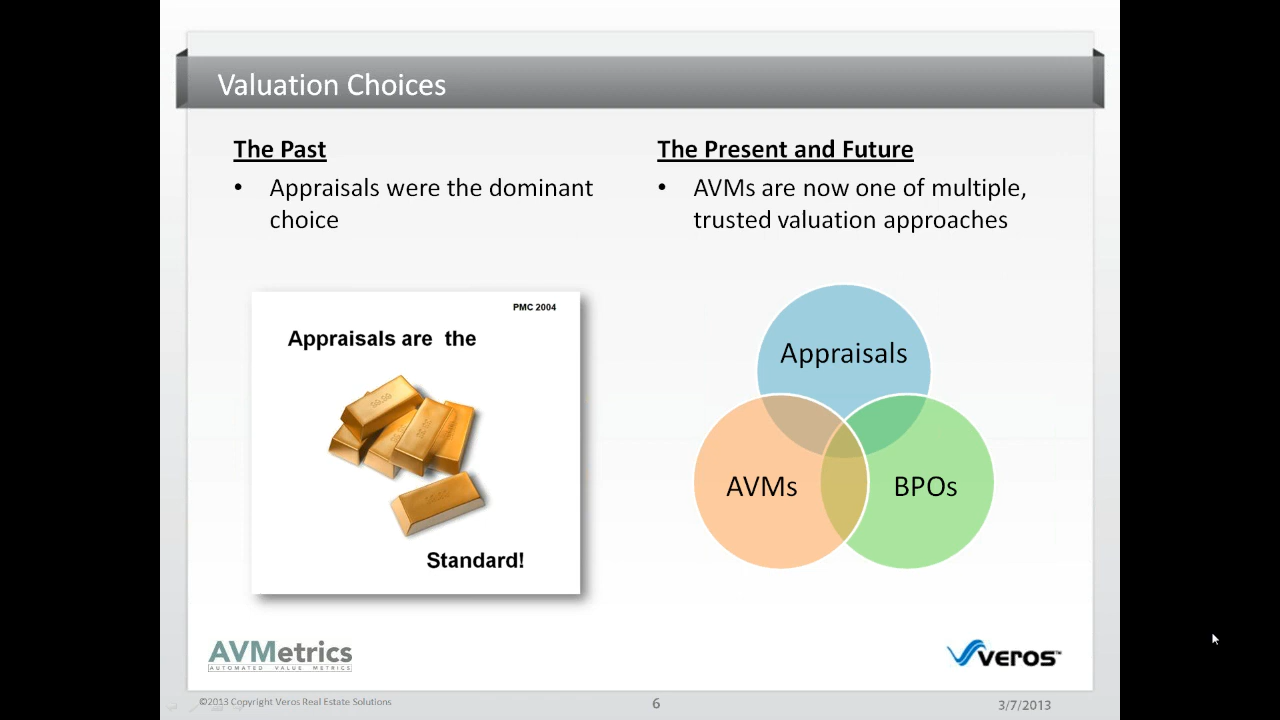 Valuation Choices
The Past
• Appraisals were the dominant
choice
The Present and Future
• AVMs are now one of multiple,
trusted valuation approaches
PMC 2004
Appraisals are the
Standard!
Appraisals
AVMs
BPOs
AVMetrics
AUTOMATED VALUE METRICS
VEROS™
©2013 Copyright Veros Real Estate Solutions
6
3/7/2013